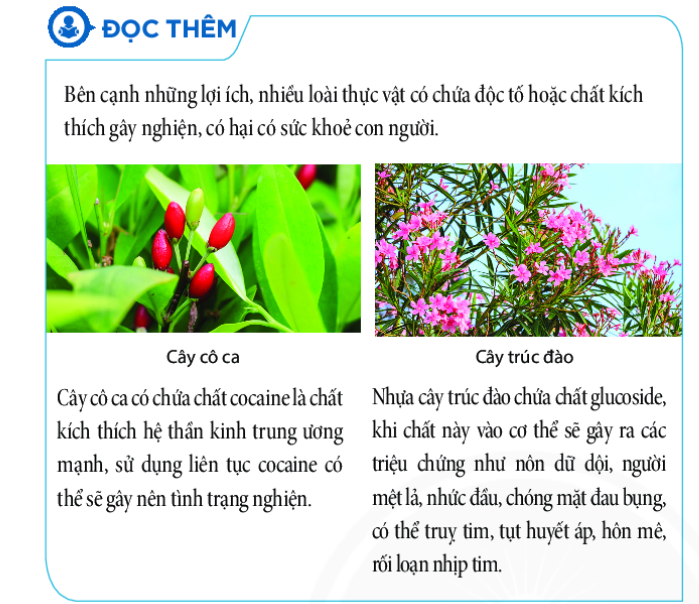 ĐỌC THÊM
Bên cạnh những lợi ích, nhiều loài thực vật có chứa độc tố hoặc chất kích
thích gây nghiện, có hại có sức khoẻ con người.
Cây cô ca
Cây cô ca có chứa chất cocaine là chất
kích thích hệ thần kinh trung ương
mạnh, sử dụng liên tục cocaine có
thể sẽ gây nên tình trạng nghiện.
Cây trúc đào
Nhựa cây trúc đào chứa chất glucoside,
khi chất này vào cơ thể sẽ gây ra các
triệu chứng như nôn dữ dội, người
mệt lả, nhức đầu, chóng mặt đau bụng,
có thể truỵ tim, tụt huyết áp, hôn mê,
rối loạn nhịp tim.